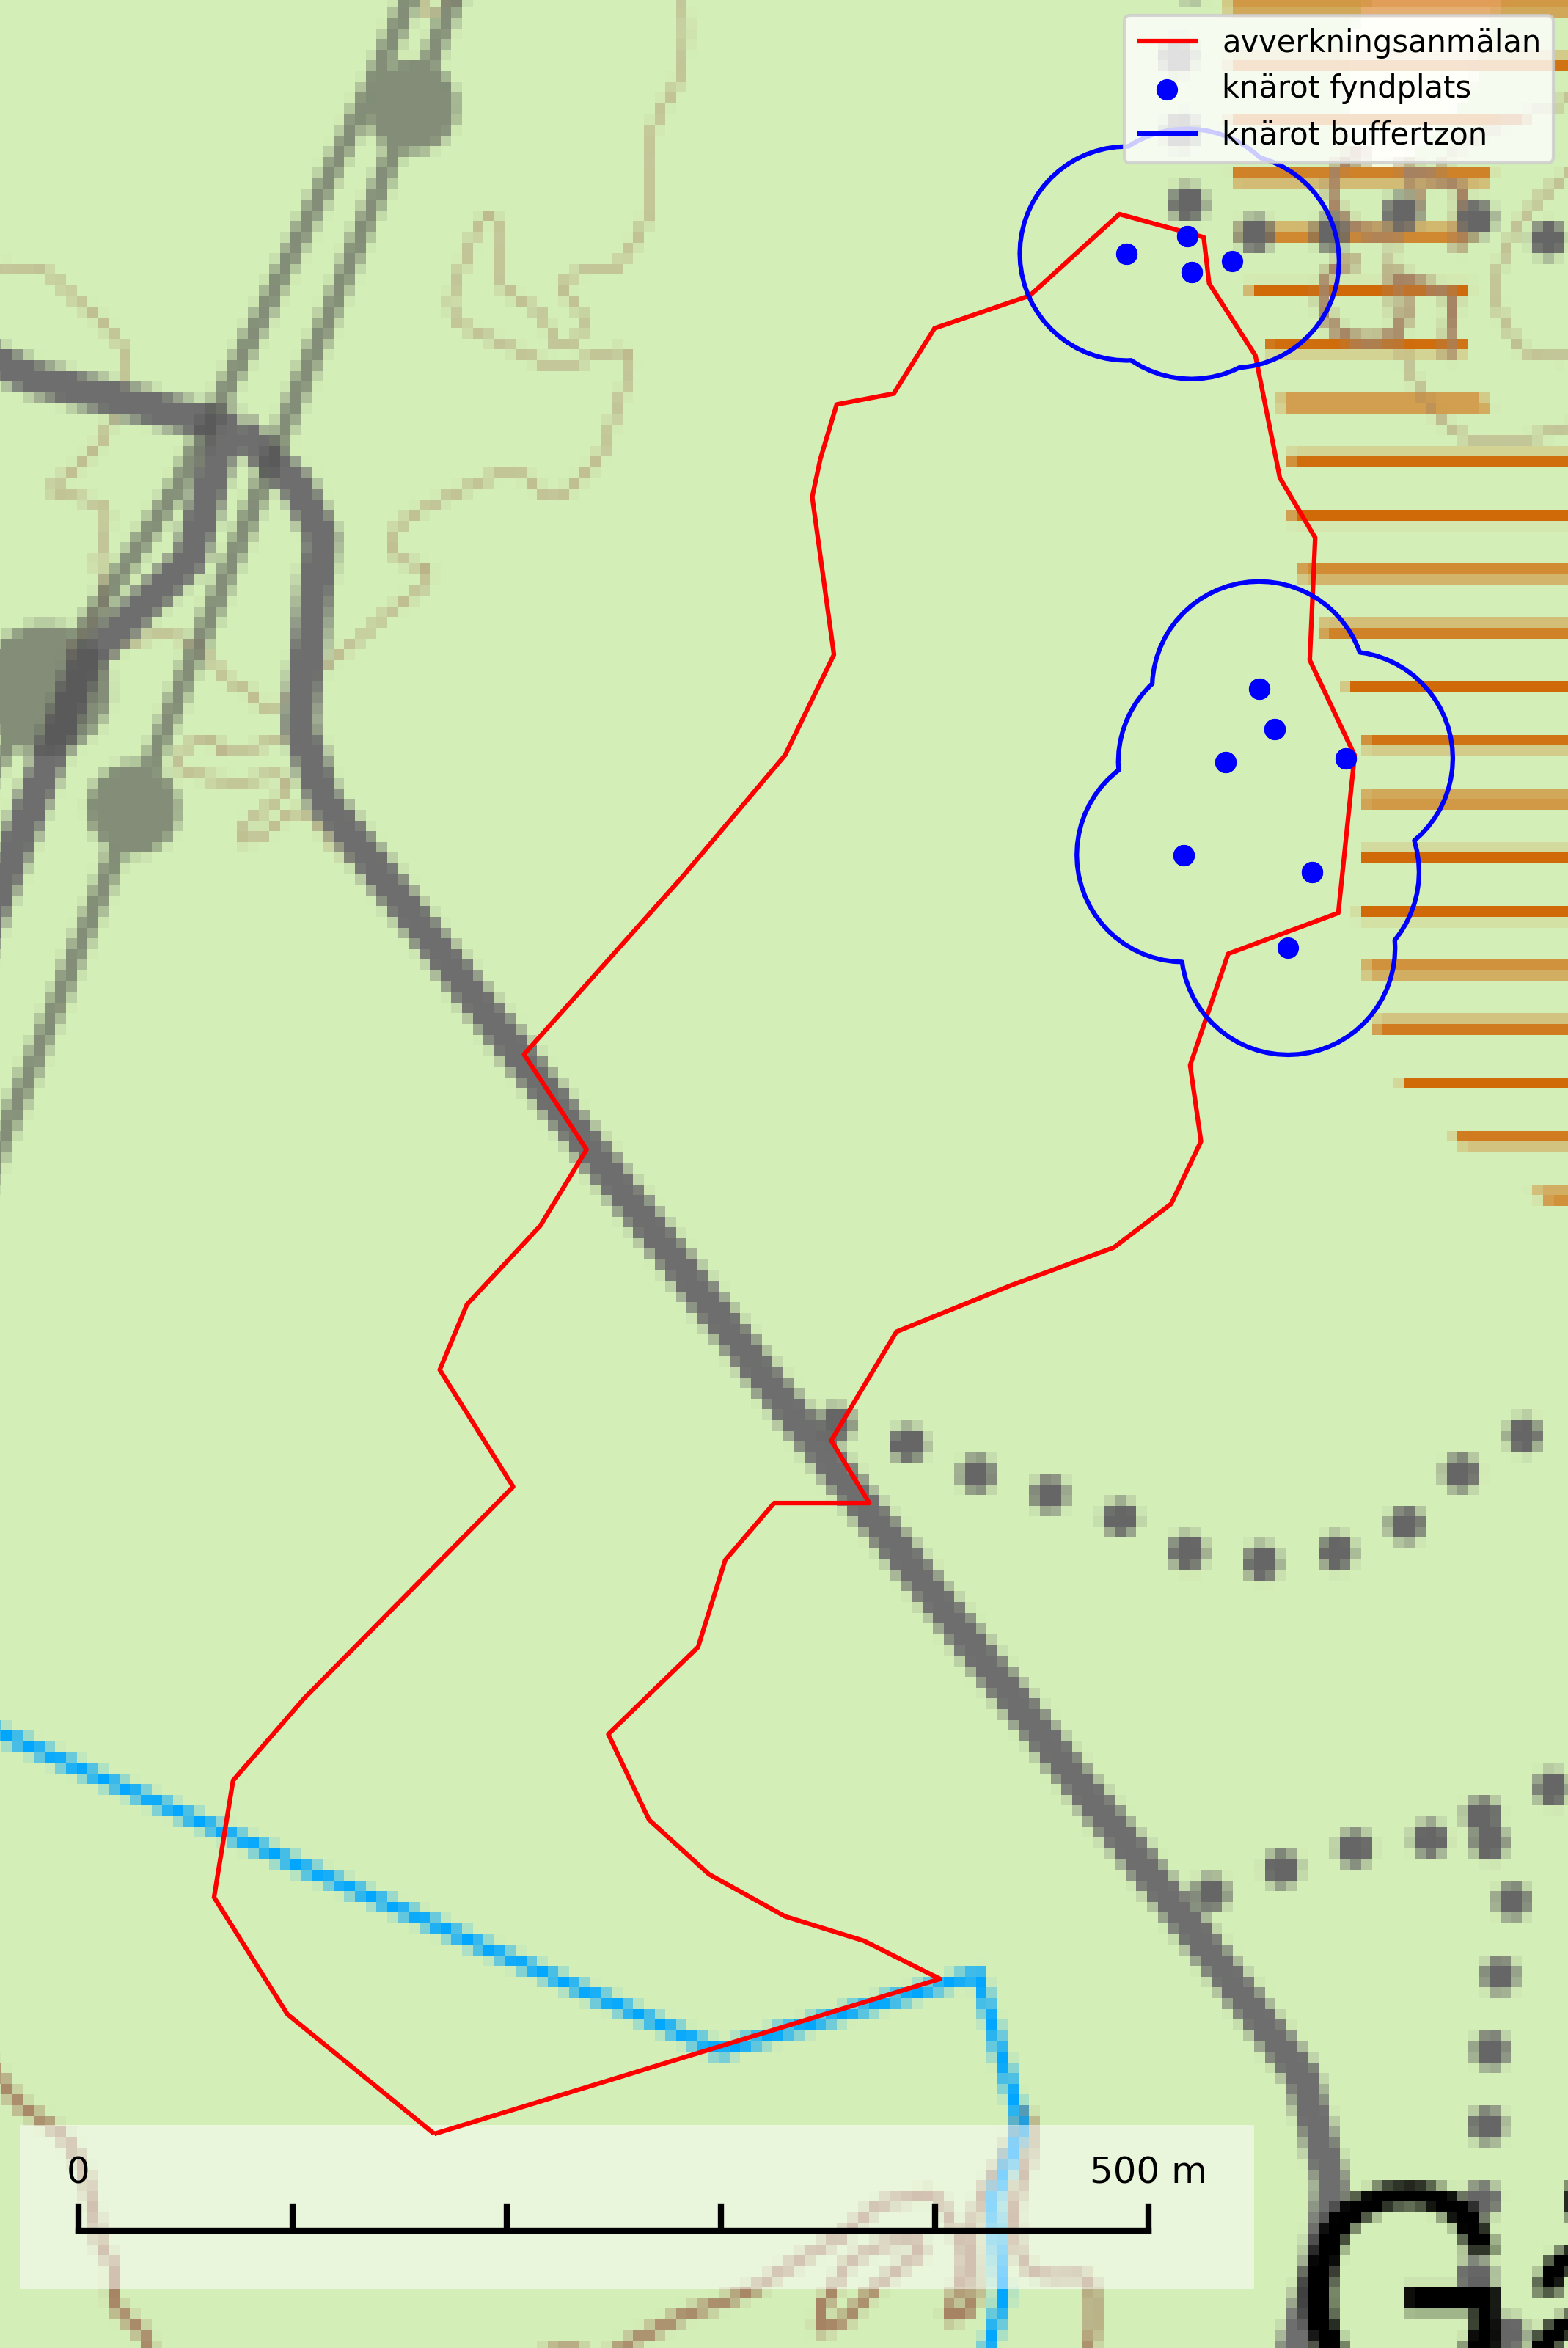 avverkningsanmälan
knärot fyndplats
knärot buffertzon
0 500 m
G